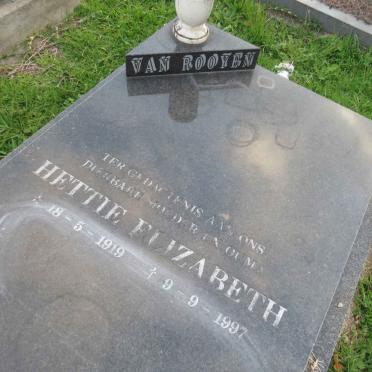 VAN ROOYEN
TER GEDAGTENIS AAN ONS
DIERBARE MOEDER EN OUMA
HETTIE ELIZABETH
* 18-5-1919 ✝ 9-9-1997